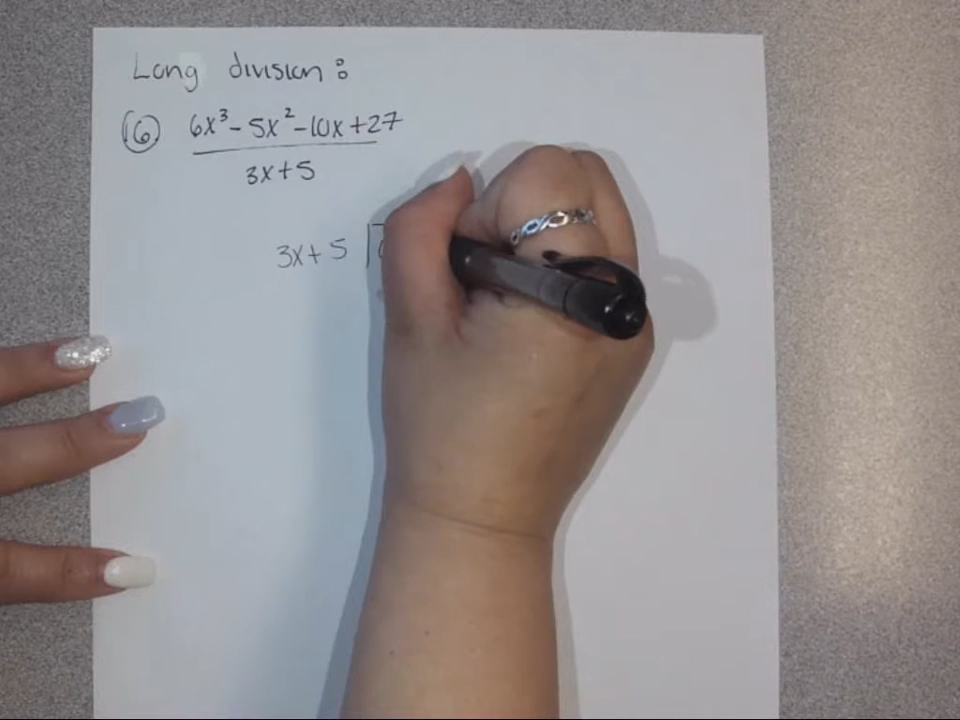 Long division:
(6) 6x³ - 5x² - 10x + 27
3x + 5
3x + 5